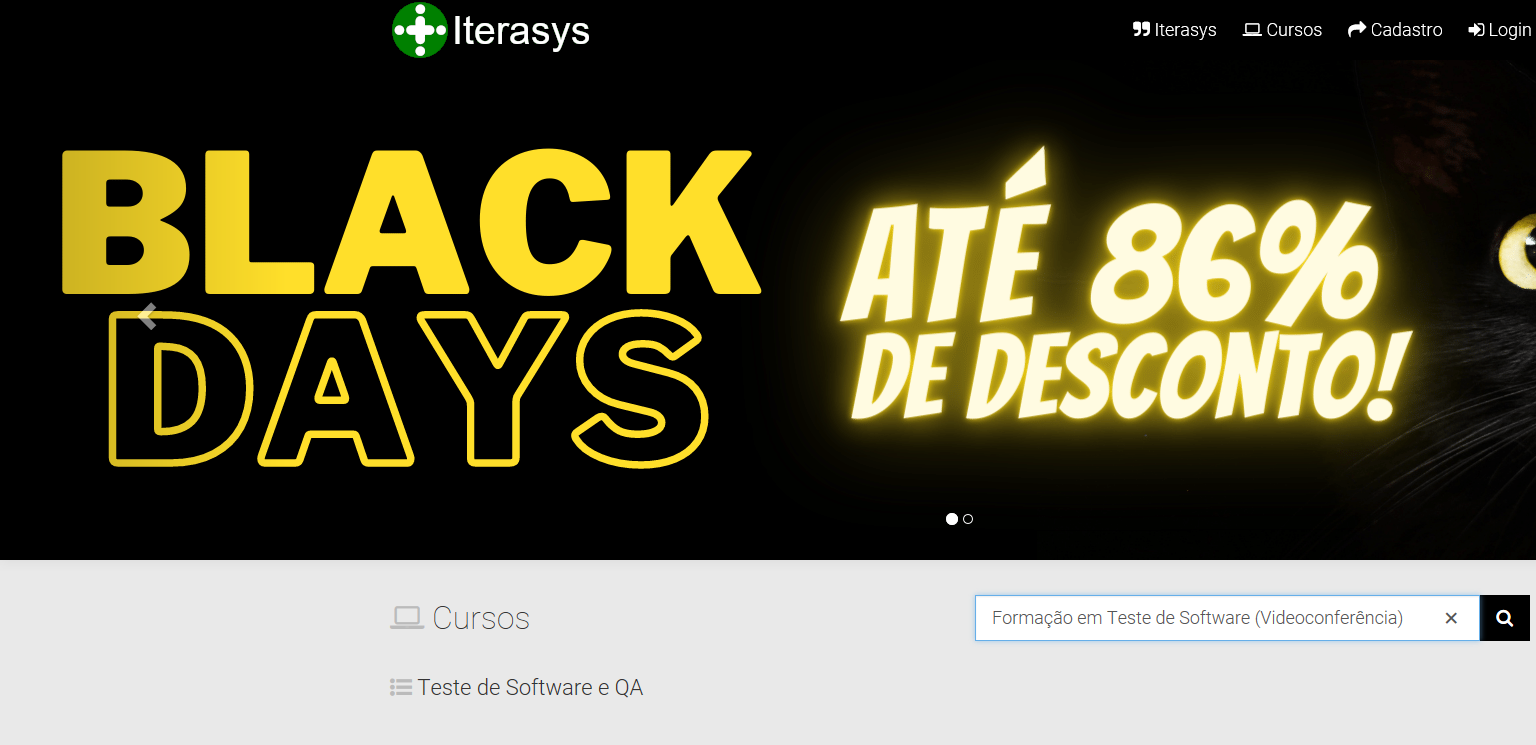 Iterasys
Iterasys Cursos Cadastro Login
BLACK
DAYS
ATÉ 86%
DE DESCONTO!
Cursos
Formação em Teste de Software (Videoconferência)
Teste de Software e QA